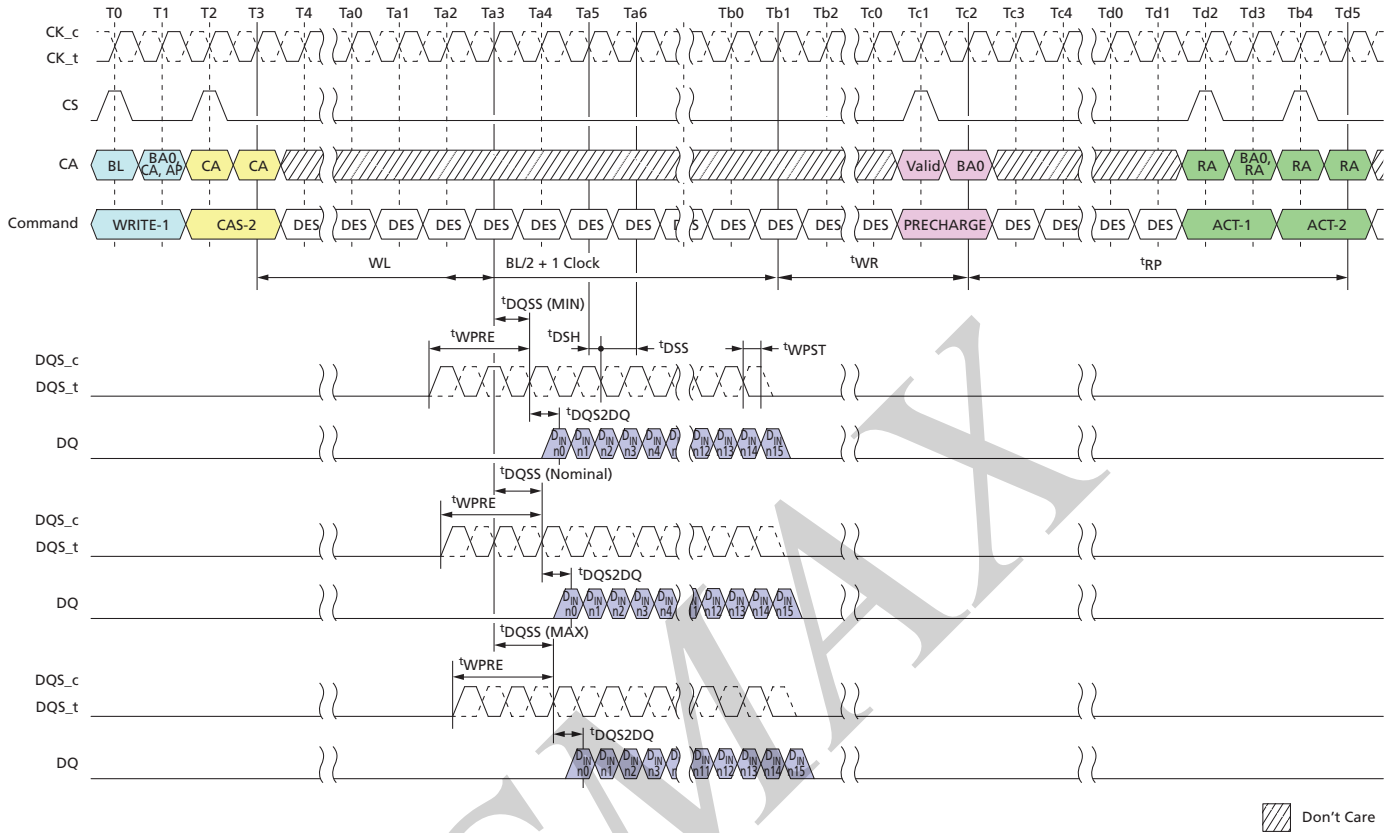 T0 T1 T2 T3 T4 Ta0 Ta1 Ta2 Ta3 Ta4 Ta5 Ta6 Tb0 Tb1 Tb2 Tc0 Tc1 Tc2 Tc3 Tc4 Td0 Td1 Td2 Td3 Tb4 Td5
CK_c
CK_t
CS
CA BL BA0, CA, AP CA CA Valid BA0 RA BA0, RA RA RA
Command WRITE-1 CAS-2 DES DES DES DES DES DES DES DES DES DES DES DES PRECHARGE DES DES DES DES ACT-1 ACT-2
WL BL/2 + 1 Clock tWR tRP
tDQSS (MIN)
tWPRE tDSH tDSS tWPST
DQS_c
DQS_t
tDQS2DQ
DQ DIN n0 DIN n1 DIN n2 DIN n3 DIN n4 DIN n12 DIN n13 DIN n14 DIN n15
tDQSS (Nominal)
tWPRE
DQS_c
DQS_t
tDQS2DQ
DQ DIN n0 DIN n1 DIN n2 DIN n3 DIN n4 DIN n12 DIN n13 DIN n14 DIN n15
tDQSS (MAX)
tWPRE
DQS_c
DQS_t
tDQS2DQ
DQ DIN n0 DIN n1 DIN n2 DIN n3 DIN n11 DIN n12 DIN n13 DIN n14 DIN n15
Don't Care